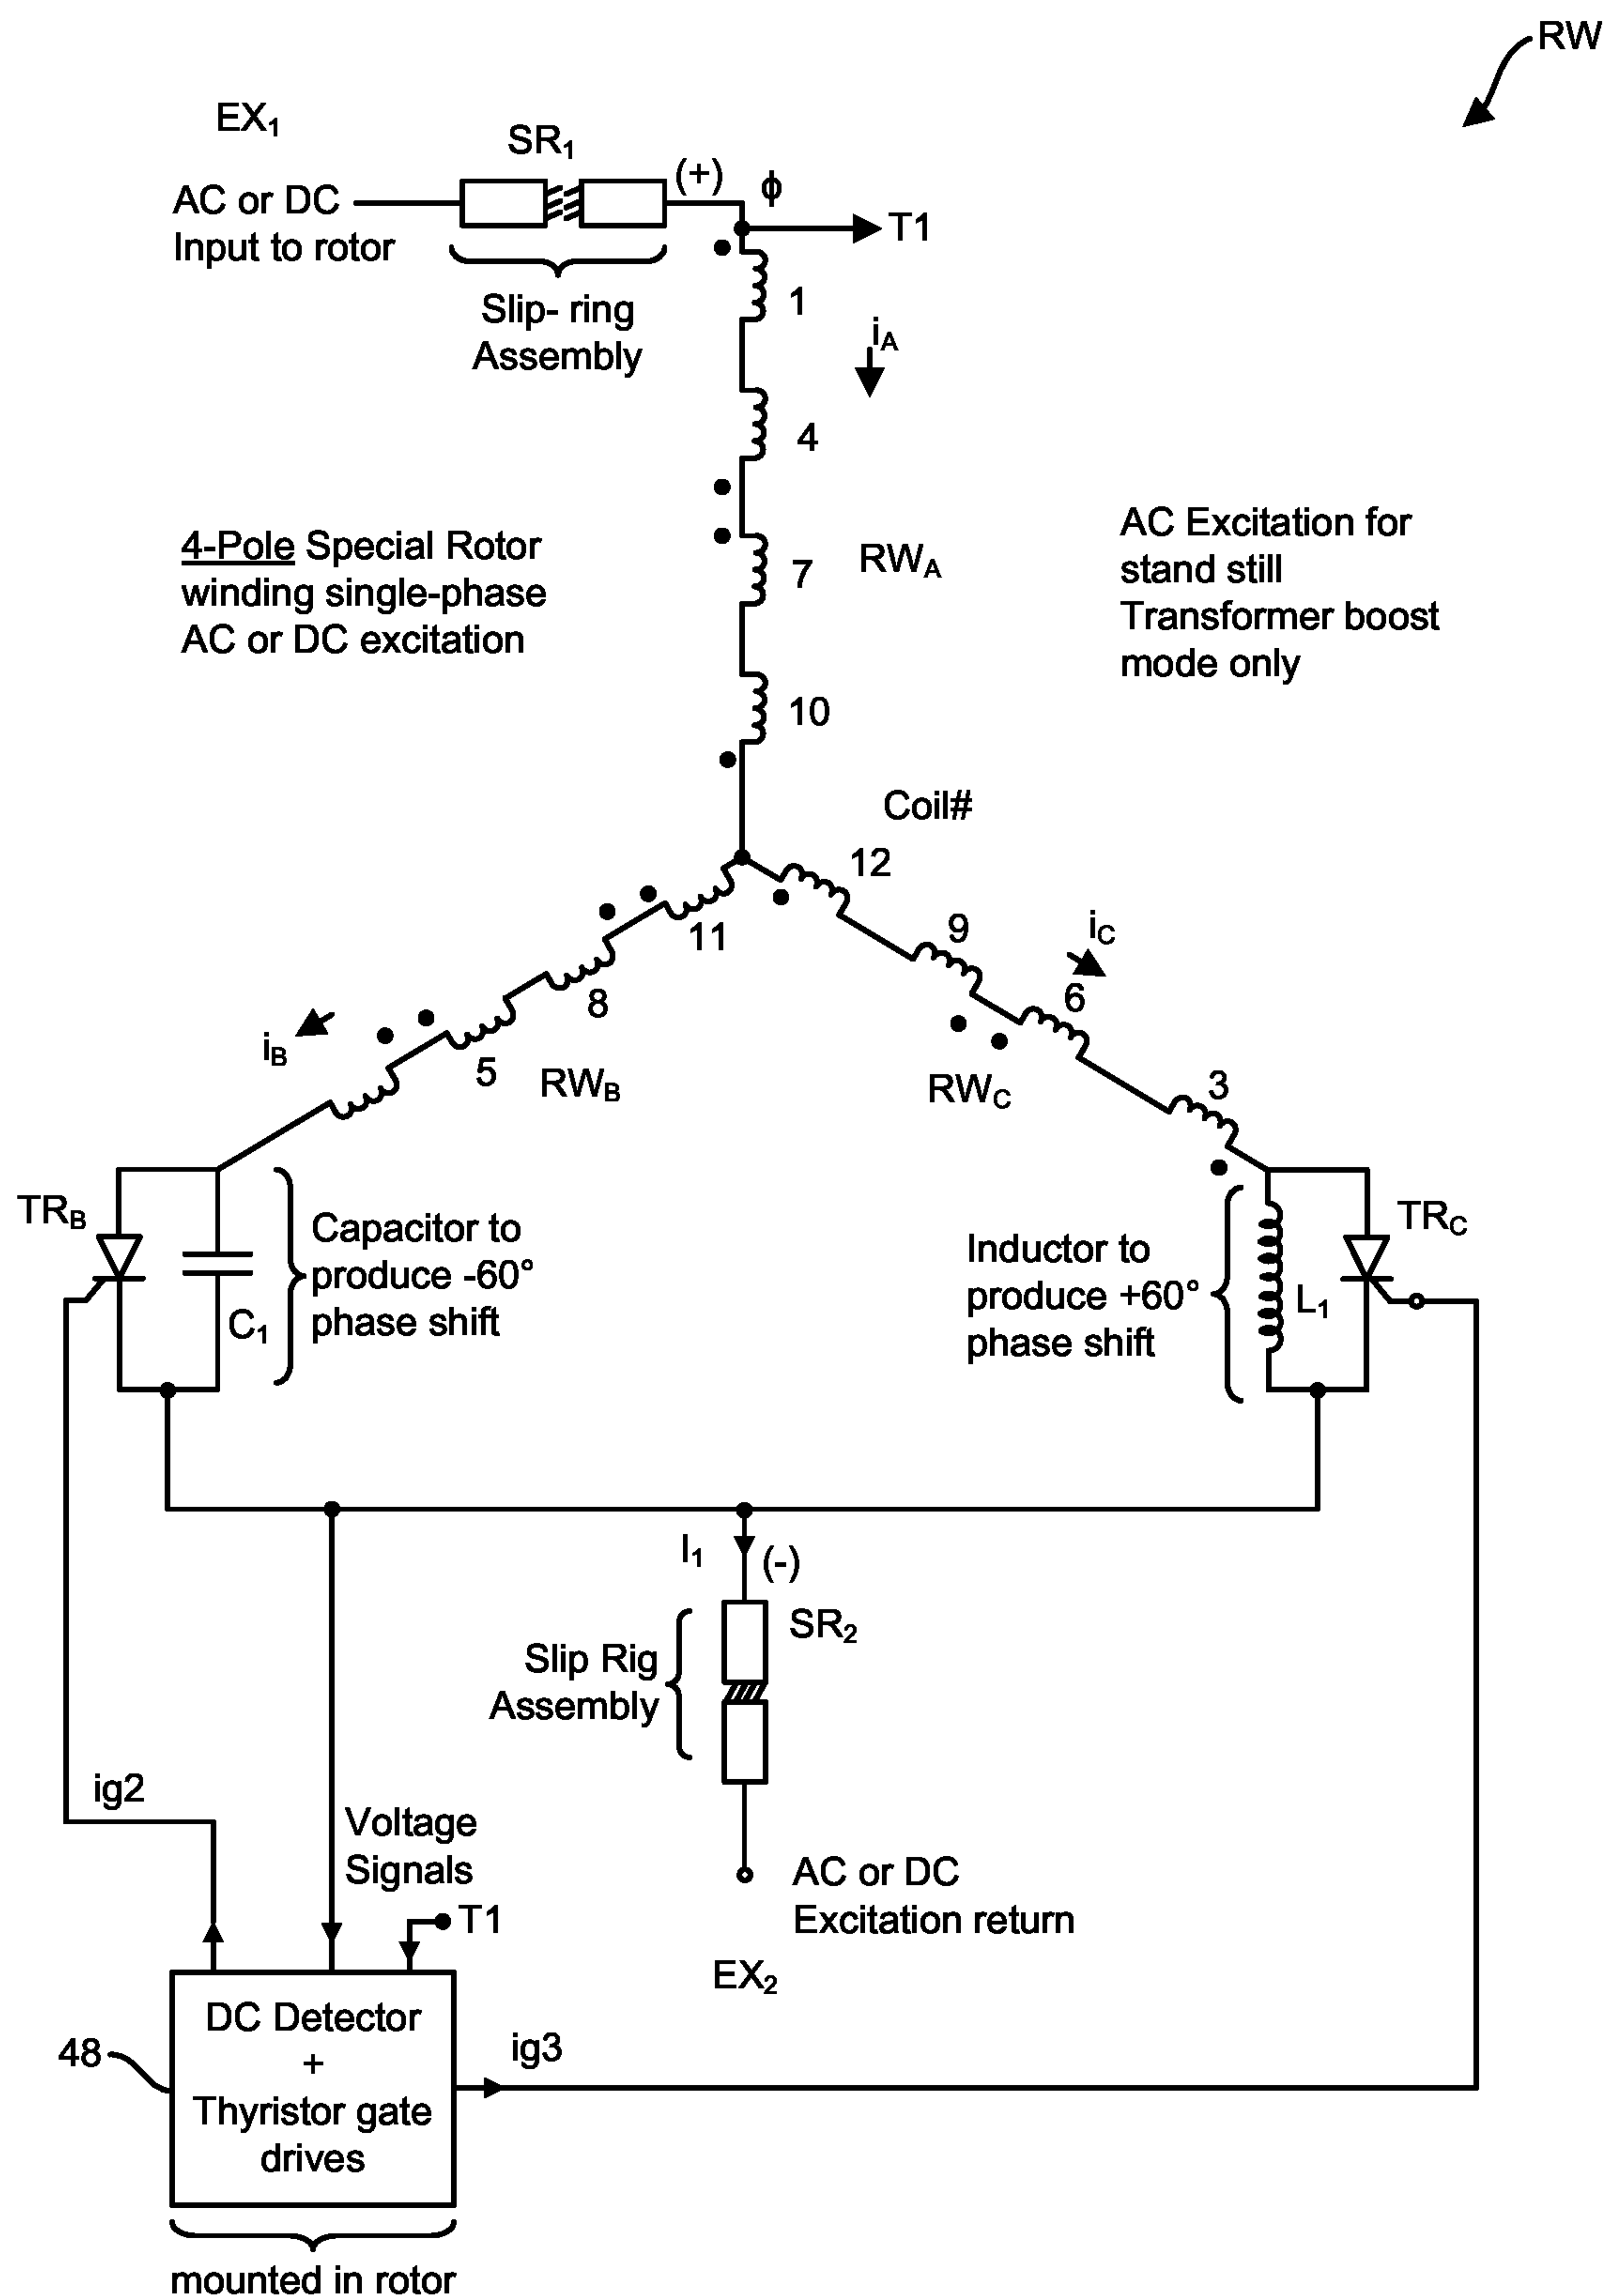 RW
EX₁
SR₁
(+)
ϕ
AC or DC
Input to rotor
T1
Slip- ring
Assembly
1
iA
4
4-Pole Special Rotor
winding single-phase
AC or DC excitation
7
RWA
AC Excitation for
stand still
Transformer boost
mode only
10
Coil#
12
11
9
iC
8
6
iB
5
RWB
RWC
3
TRB
Capacitor to
produce -60°
phase shift
C₁
Inductor to
produce +60°
phase shift
L₁
TRC
I₁
(-)
SR₂
Slip Rig
Assembly
ig2
Voltage
Signals
AC or DC
Excitation return
T1
EX₂
DC Detector
+
Thyristor gate
drives
48
ig3
mounted in rotor